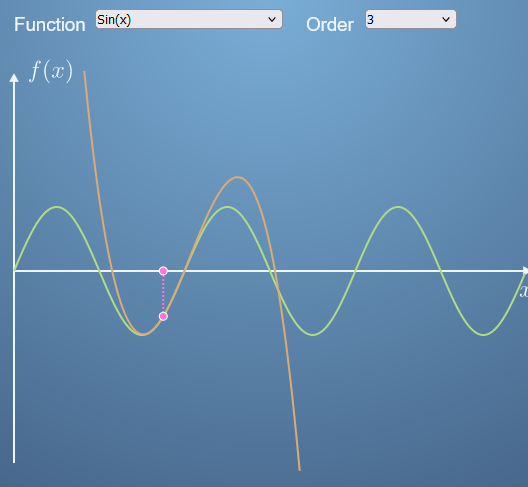 Function Sin(x) Order 3
f(x)
x